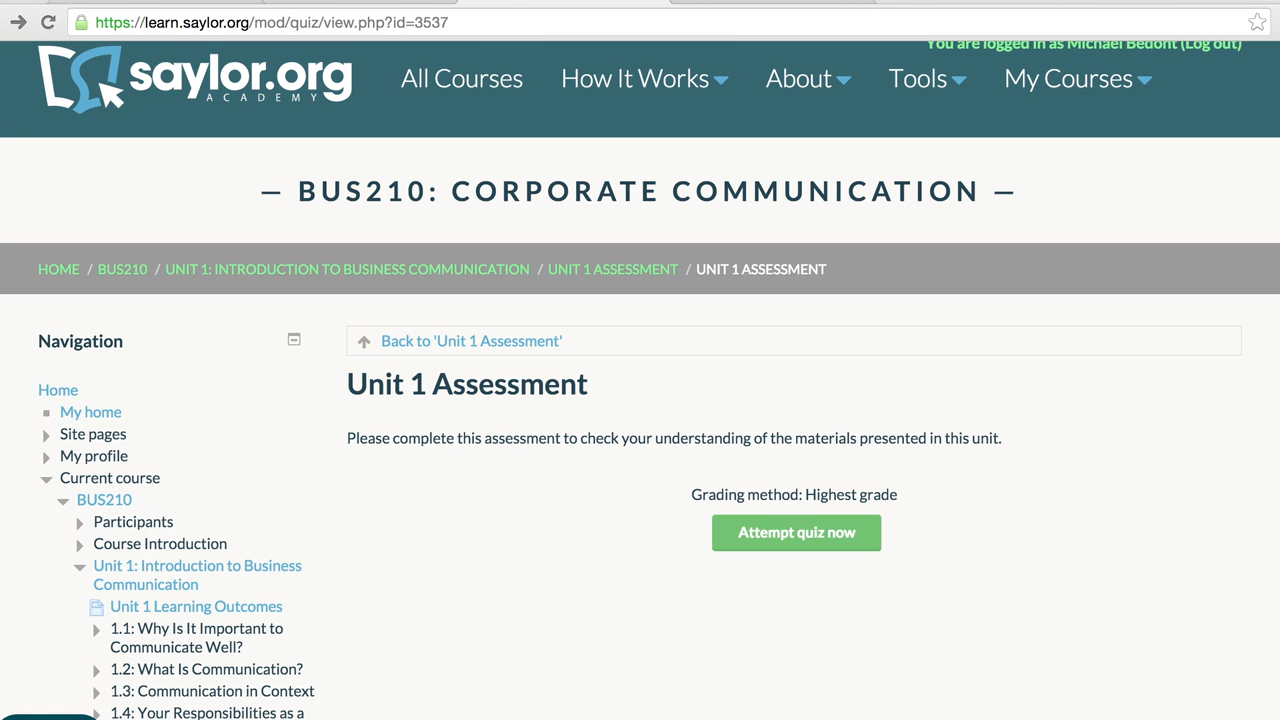 https://learn.saylor.org/mod/quiz/view.php?id=3537
You are logged in as Michael Bedont (Log out)
saylor.org
ACADEMY
All Courses
How It Works
About
Tools
My Courses
— BUS210: CORPORATE COMMUNICATION —
HOME / BUS210 / UNIT 1: INTRODUCTION TO BUSINESS COMMUNICATION / UNIT 1 ASSESSMENT / UNIT 1 ASSESSMENT
Navigation
Home
My home
Site pages
My profile
Current course
BUS210
Participants
Course Introduction
Unit 1: Introduction to Business
Communication
Unit 1 Learning Outcomes
1.1: Why Is It Important to
Communicate Well?
1.2: What Is Communication?
1.3: Communication in Context
1.4: Your Responsibilities as a
Back to 'Unit 1 Assessment'
Unit 1 Assessment
Please complete this assessment to check your understanding of the materials presented in this unit.
Grading method: Highest grade
Attempt quiz now